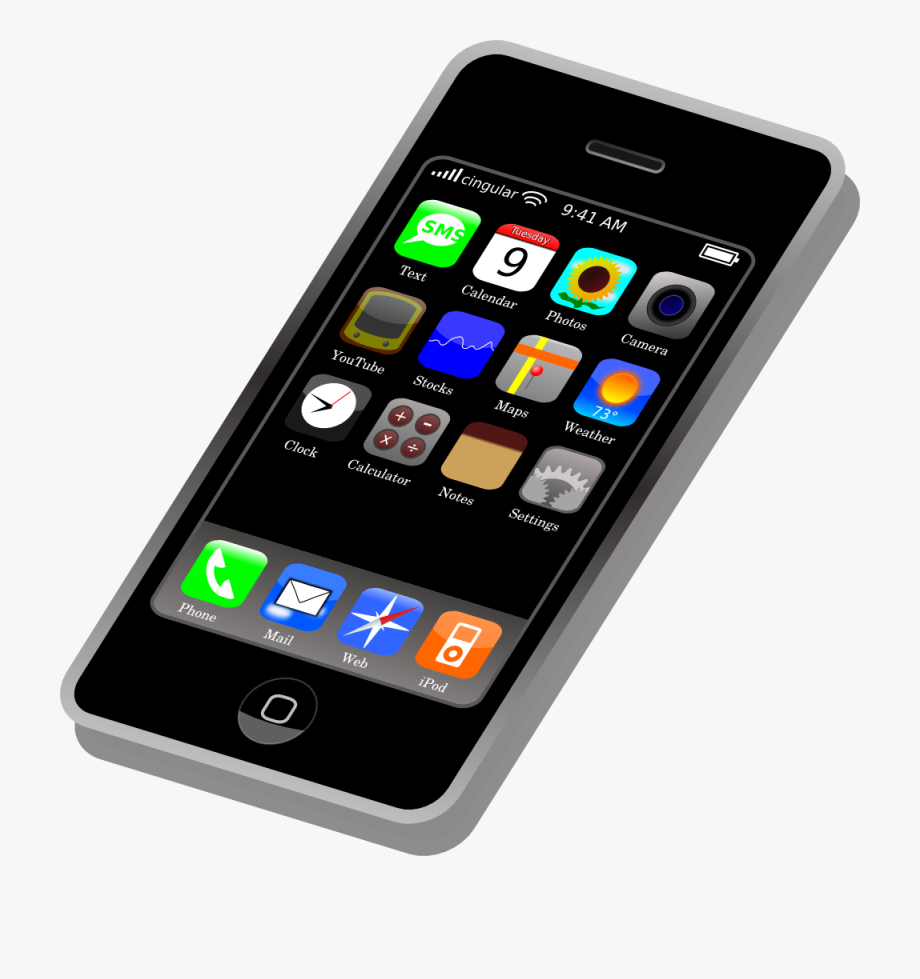 cingular 9:41 AM
SMS
Tuesday
9
Text Calendar Photos Camera
73°
YouTube Stocks Maps Weather
+ −
x ÷
Clock Calculator Notes Settings
Phone Mail Web iPod